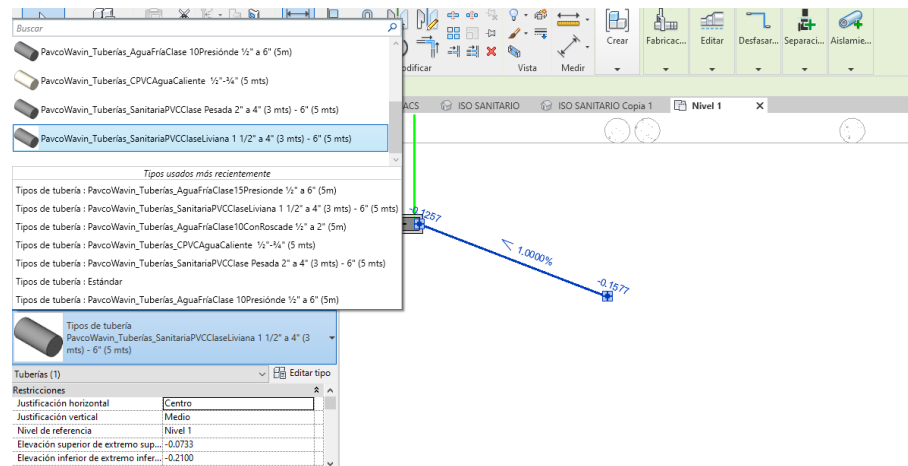 Buscar
PavcoWavin_Tuberías_AguaFríaClase 10Presiónde ½" a 6" (5m)
PavcoWavin_Tuberías_CPVCAguaCaliente ½"-¾" (5 mts)
PavcoWavin_Tuberías_SanitariaPVCClase Pesada 2" a 4" (3 mts) - 6" (5 mts)
PavcoWavin_Tuberías_SanitariaPVCClaseLiviana 1 1/2" a 4" (3 mts) - 6" (5 mts)
Tipos usados más recientemente
Tipos de tubería : PavcoWavin_Tuberías_AguaFríaClase15Presionde ½" a 6" (5m)
Tipos de tubería : PavcoWavin_Tuberías_SanitariaPVCClaseLiviana 1 1/2" a 4" (3 mts) - 6" (5 mts)
Tipos de tubería : PavcoWavin_Tuberías_AguaFríaClase10ConRoscade ½" a 2" (5m)
Tipos de tubería : PavcoWavin_Tuberías_CPVCAguaCaliente ½"-¾" (5 mts)
Tipos de tubería : PavcoWavin_Tuberías_SanitariaPVCClase Pesada 2" a 4" (3 mts) - 6" (5 mts)
Tipos de tubería : Estándar
Tipos de tubería : PavcoWavin_Tuberías_AguaFríaClase 10Presiónde ½" a 6" (5m)
Tipos de tubería
PavcoWavin_Tuberías_SanitariaPVCClaseLiviana 1 1/2" a 4" (3
mts) - 6" (5 mts)
Tuberías (1)
Editar tipo
Restricciones
Justificación horizontal Centro
Justificación vertical Medio
Nivel de referencia Nivel 1
Elevación superior de extremo sup... -0.0733
Elevación inferior de extremo infer... -0.2100
Vista Medir
Crear Fabricac... Editar Desfasar... Separaci... Aislamie...
ACS ISO SANITARIO ISO SANITARIO Copia 1 Nivel 1 X
-0.1257
1.0000%
-0.1577